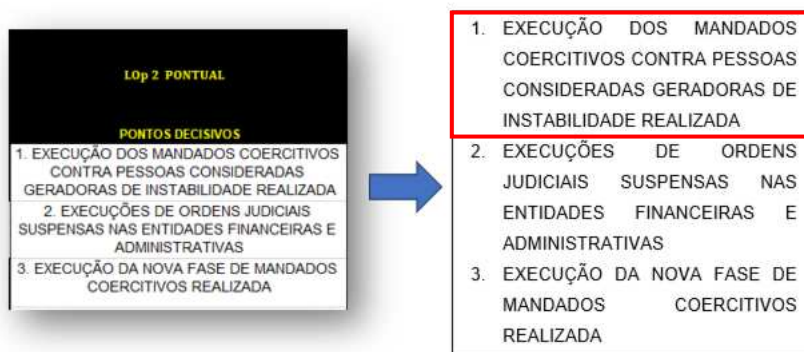 LOp 2 PONTUAL
PONTOS DECISIVOS
1. EXECUÇÃO DOS MANDADOS COERCITIVOS
CONTRA PESSOAS CONSIDERADAS
GERADORAS DE INSTABILIDADE REALIZADA
2. EXECUÇÕES DE ORDENS JUDICIAIS
SUSPENSAS NAS ENTIDADES FINANCEIRAS E
ADMINISTRATIVAS
3. EXECUÇÃO DA NOVA FASE DE MANDADOS
COERCITIVOS REALIZADA
1. EXECUÇÃO DOS MANDADOS
COERCITIVOS CONTRA PESSOAS
CONSIDERADAS GERADORAS DE
INSTABILIDADE REALIZADA
2. EXECUÇÕES DE ORDENS
JUDICIAIS SUSPENSAS NAS
ENTIDADES FINANCEIRAS E
ADMINISTRATIVAS
3. EXECUÇÃO DA NOVA FASE DE
MANDADOS COERCITIVOS
REALIZADA